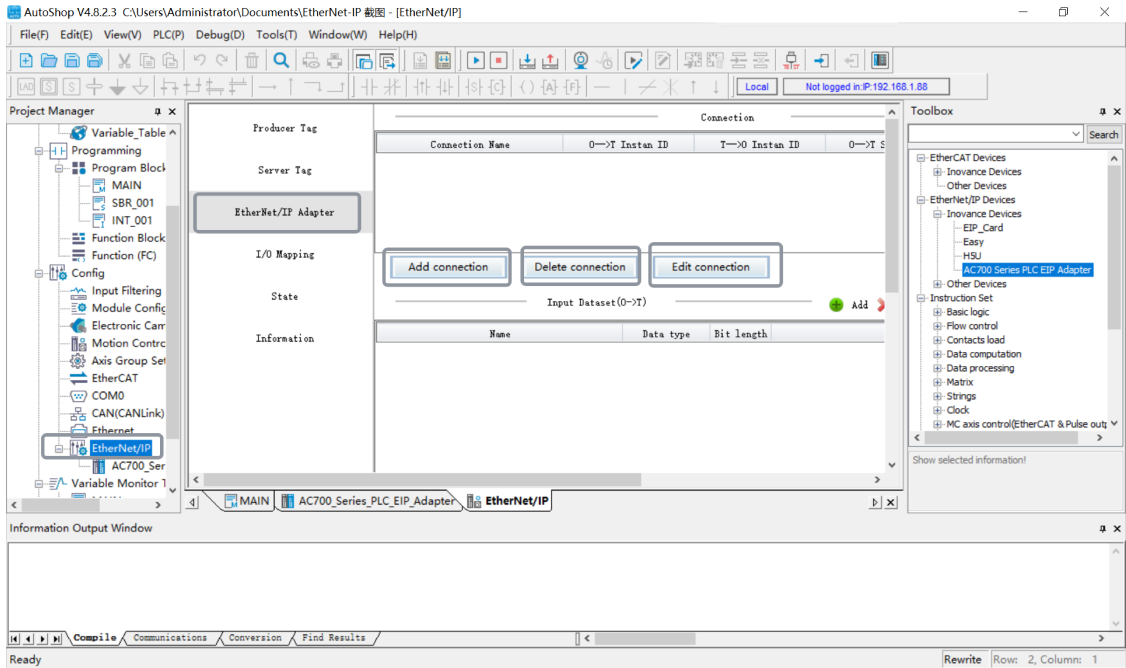 AutoShop V4.8.2.3 C:\Users\Administrator\Documents\EtherNet-IP 截图 - [EtherNet/IP]
File(F) Edit(E) View(V) PLC(P) Debug(D) Tools(T) Window(W) Help(H)
LAD S S
{S} {C} ( ) {A} {F}
Local
Not logged in:IP:192.168.1.88
Project Manager
Variable_Table
Programming
Program Block
MAIN
SBR_001
INT_001
Function Block
Function (FC)
Config
Input Filtering
Module Config
Electronic Cam
Motion Contro
Axis Group Set
EtherCAT
COM0
CAN(CANLink)
Ethernet
EtherNet/IP
AC700_Ser
Variable Monitor T
Producer Tag
Server Tag
EtherNet/IP Adapter
I/O Mapping
State
Information
Connection
Connection Name O—>T Instan ID T—>O Instan ID O—>T S
Add connection Delete connection Edit connection
Input Dataset(O->T) Add
Name Data type Bit length
MAIN AC700_Series_PLC_EIP_Adapter EtherNet/IP
Toolbox
Search
EtherCAT Devices
Inovance Devices
Other Devices
EtherNet/IP Devices
Inovance Devices
EIP_Card
Easy
H5U
AC700 Series PLC EIP Adapter
Other Devices
Instruction Set
Basic logic
Flow control
Contacts load
Data computation
Data processing
Matrix
Strings
Clock
MC axis control(EtherCAT & Pulse outp
Show selected information!
Information Output Window
Compile Communications Conversion Find Results
Ready
Rewrite Row: 2, Column: 1